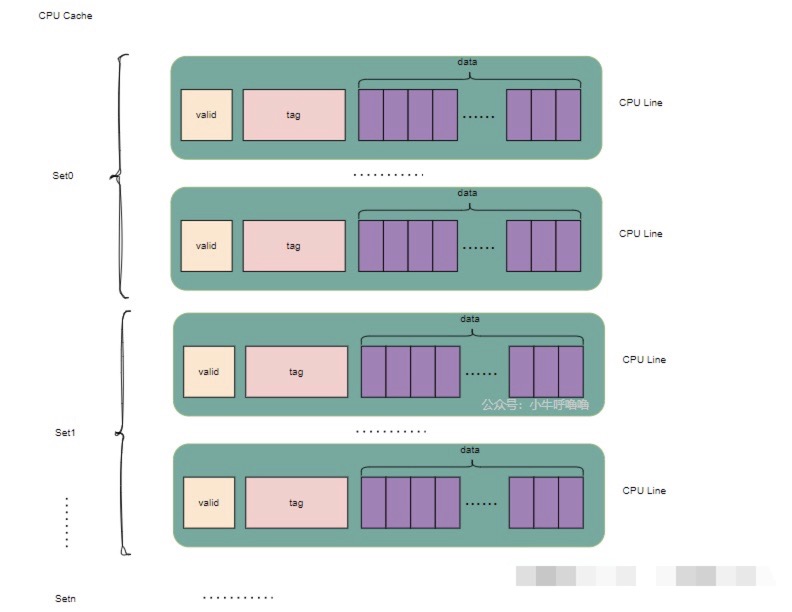 CPU Cache
data
valid
tag
CPU Line
Set0
data
valid
tag
CPU Line
data
valid
tag
CPU Line
公众号：小牛呼噜噜
Set1
data
valid
tag
CPU Line
Setn